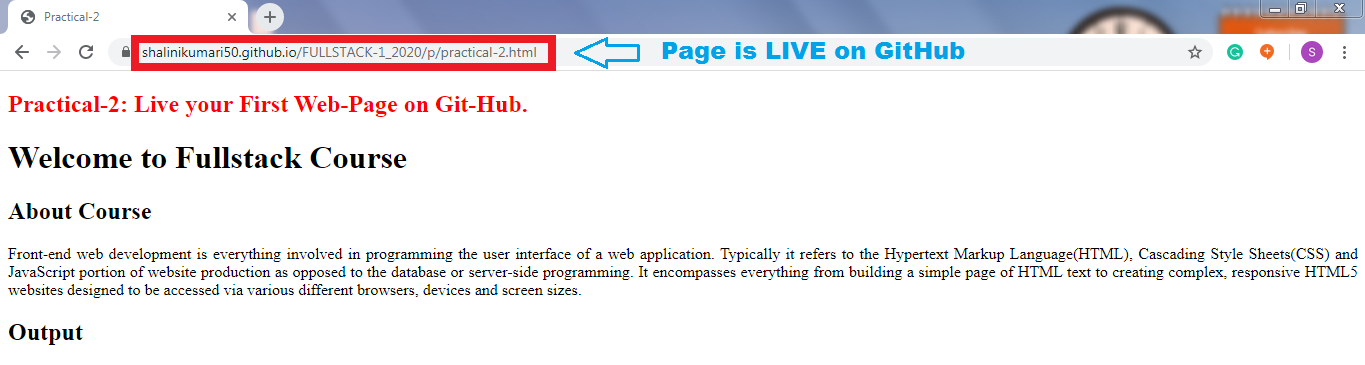 Practical-2
shalinikumari50.github.io/FULLSTACK-1_2020/p/practical-2.html
Page is LIVE on GitHub
S
Practical-2: Live your First Web-Page on Git-Hub.
Welcome to Fullstack Course
About Course
Front-end web development is everything involved in programming the user interface of a web application. Typically it refers to the Hypertext Markup Language(HTML), Cascading Style Sheets(CSS) and
JavaScript portion of website production as opposed to the database or server-side programming. It encompasses everything from building a simple page of HTML text to creating complex, responsive HTML5
websites designed to be accessed via various different browsers, devices and screen sizes.
Output